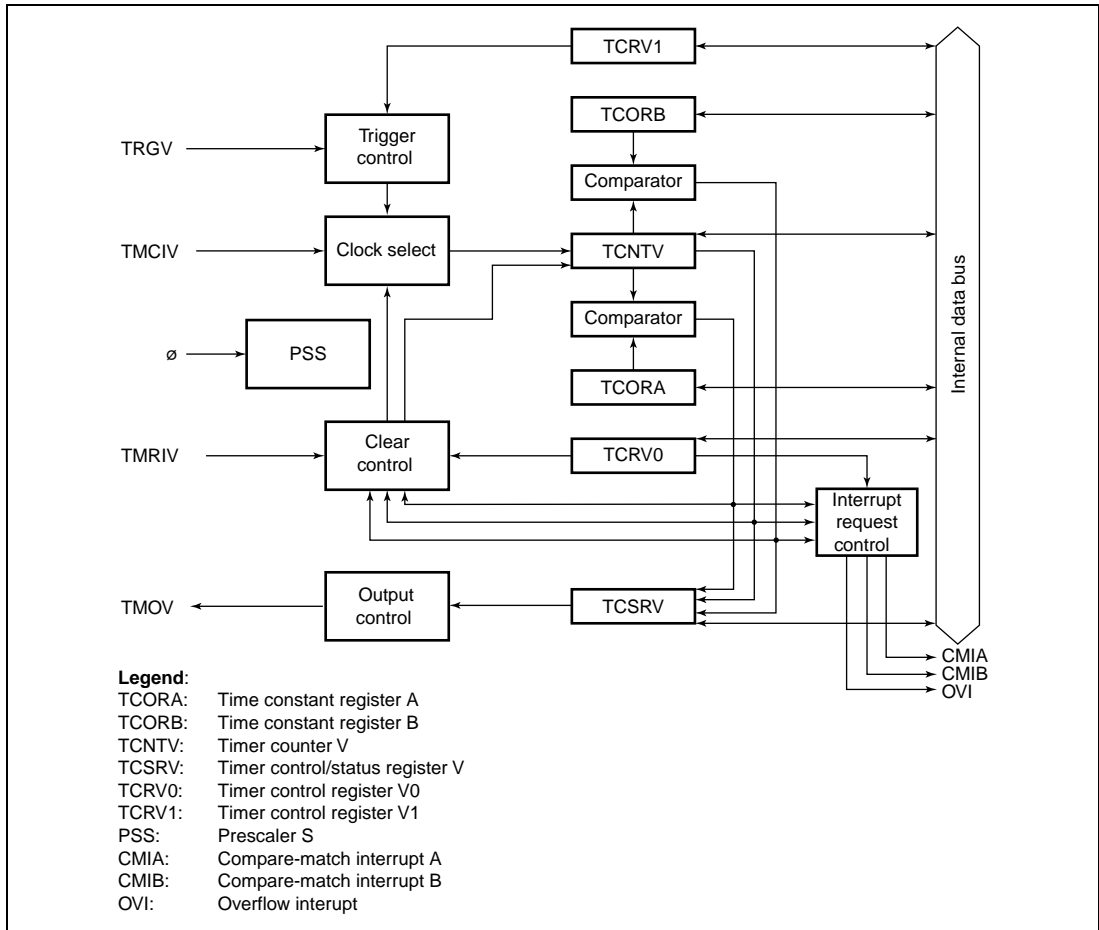 TCRV1
TCORB
Trigger
control
TRGV
Comparator
TMCIV
Clock select
TCNTV
Comparator
ø
PSS
TCORA
Internal data bus
TMRIV
Clear
control
TCRV0
Interrupt
request
control
TMOV
Output
control
TCSRV
CMIA
CMIB
OVI
Legend:
TCORA: Time constant register A
TCORB: Time constant register B
TCNTV: Timer counter V
TCSRV: Timer control/status register V
TCRV0: Timer control register V0
TCRV1: Timer control register V1
PSS: Prescaler S
CMIA: Compare-match interrupt A
CMIB: Compare-match interrupt B
OVI: Overflow interupt